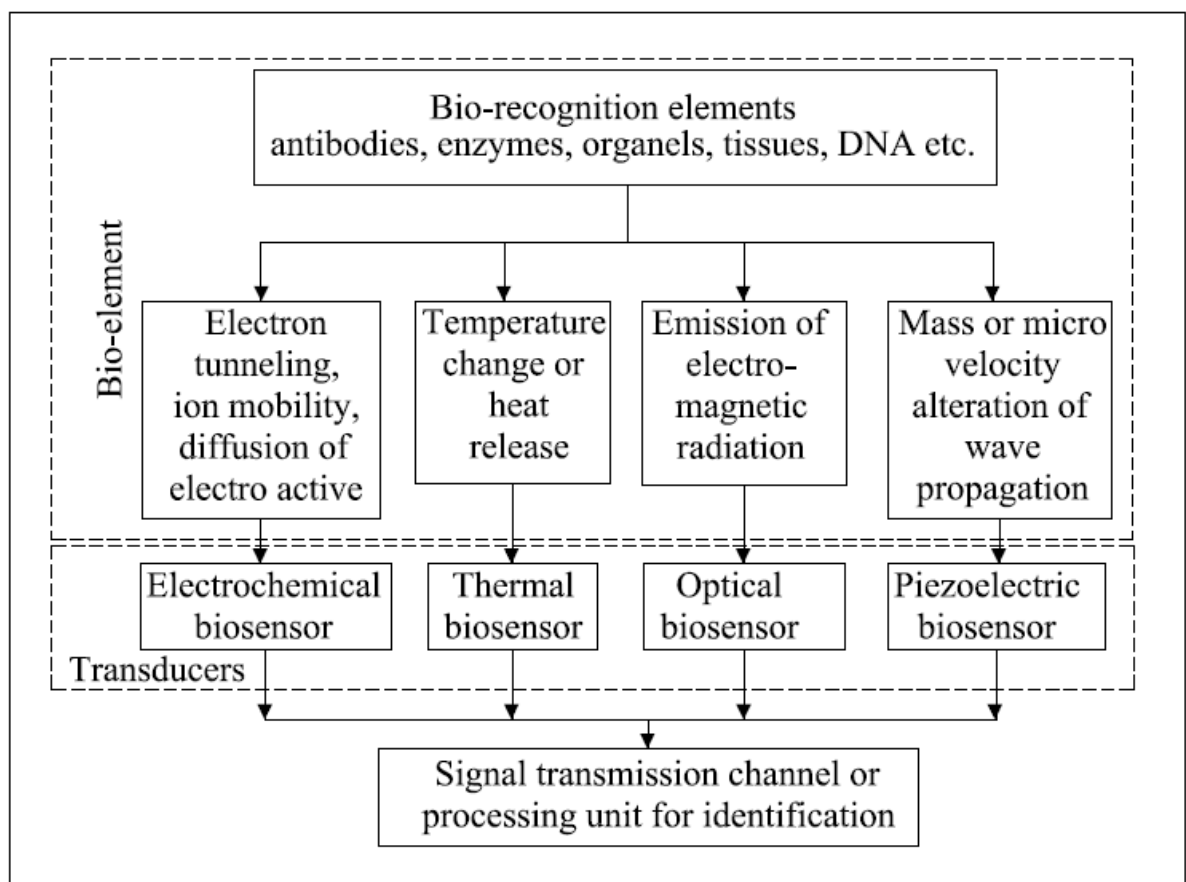 Bio-recognition elements
antibodies, enzymes, organels, tissues, DNA etc.
Bio-element
Electron
tunneling,
ion mobility,
diffusion of
electro active
Temperature
change or
heat
release
Emission of
electro-
magnetic
radiation
Mass or micro
velocity
alteration of
wave
propagation
Electrochemical
biosensor
Thermal
biosensor
Optical
biosensor
Piezoelectric
biosensor
Transducers
Signal transmission channel or
processing unit for identification